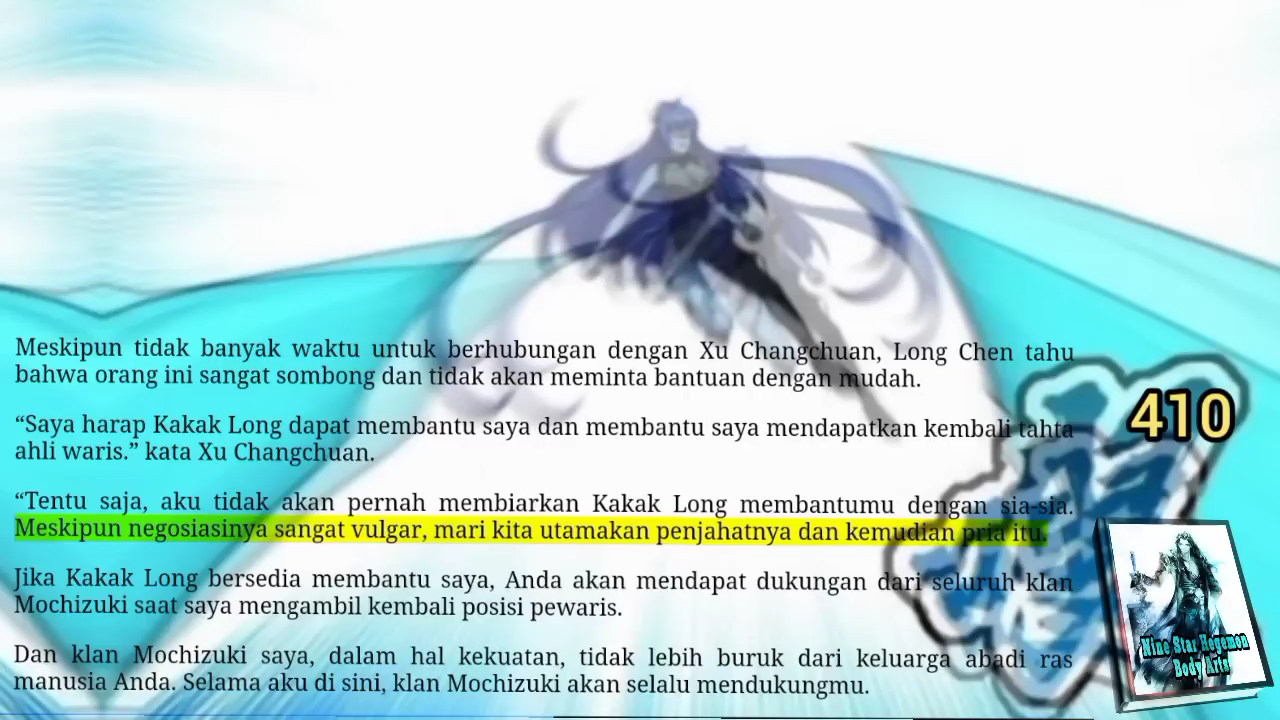 Meskipun tidak banyak waktu untuk berhubungan dengan Xu Changchuan, Long Chen tahu
bahwa orang ini sangat sombong dan tidak akan meminta bantuan dengan mudah.
“Saya harap Kakak Long dapat membantu saya dan membantu saya mendapatkan kembali tahta
ahli waris.” kata Xu Changchuan.
“Tentu saja, aku tidak akan pernah membiarkan Kakak Long membantumu dengan sia-sia.
Meskipun negosiasinya sangat vulgar, mari kita utamakan penjahatnya dan kemudian pria itu.
Jika Kakak Long bersedia membantu saya, Anda akan mendapat dukungan dari seluruh klan
Mochizuki saat saya mengambil kembali posisi pewaris.
Dan klan Mochizuki saya, dalam hal kekuatan, tidak lebih buruk dari keluarga abadi ras
manusia Anda. Selama aku di sini, klan Mochizuki akan selalu mendukungmu.
410
Nine Star Hegemon
Body Arts